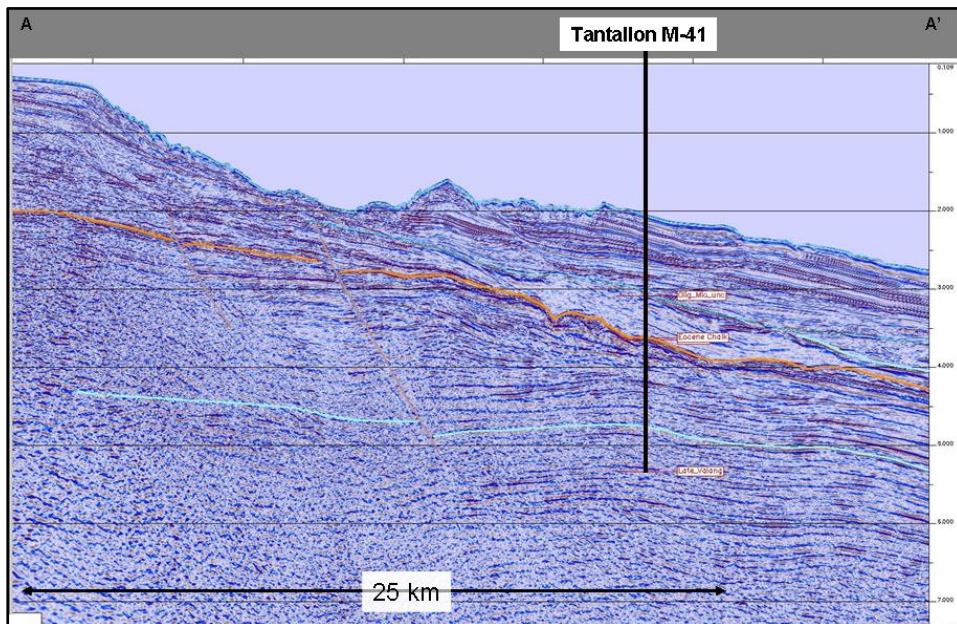 A
Tantallon M-41
A'
0.109
1.000
2.000
3.000
Olig_Mio_unc
Eocene Chalk
4.000
5.000
Late_Valang
6.000
7.000
25 km